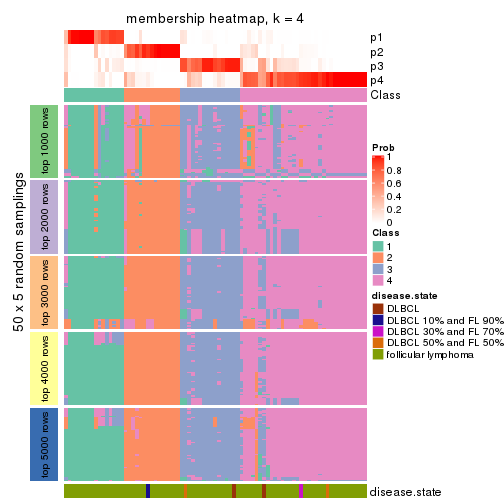 membership heatmap, k = 4
p1
p2
p3
p4
Class
50 x 5 random samplings
top 1000 rows
top 2000 rows
top 3000 rows
top 4000 rows
top 5000 rows
disease.state
Prob
1
0.8
0.6
0.4
0.2
0
Class
1
2
3
4
disease.state
DLBCL
DLBCL 10% and FL 90%
DLBCL 30% and FL 70%
DLBCL 50% and FL 50%
follicular lymphoma